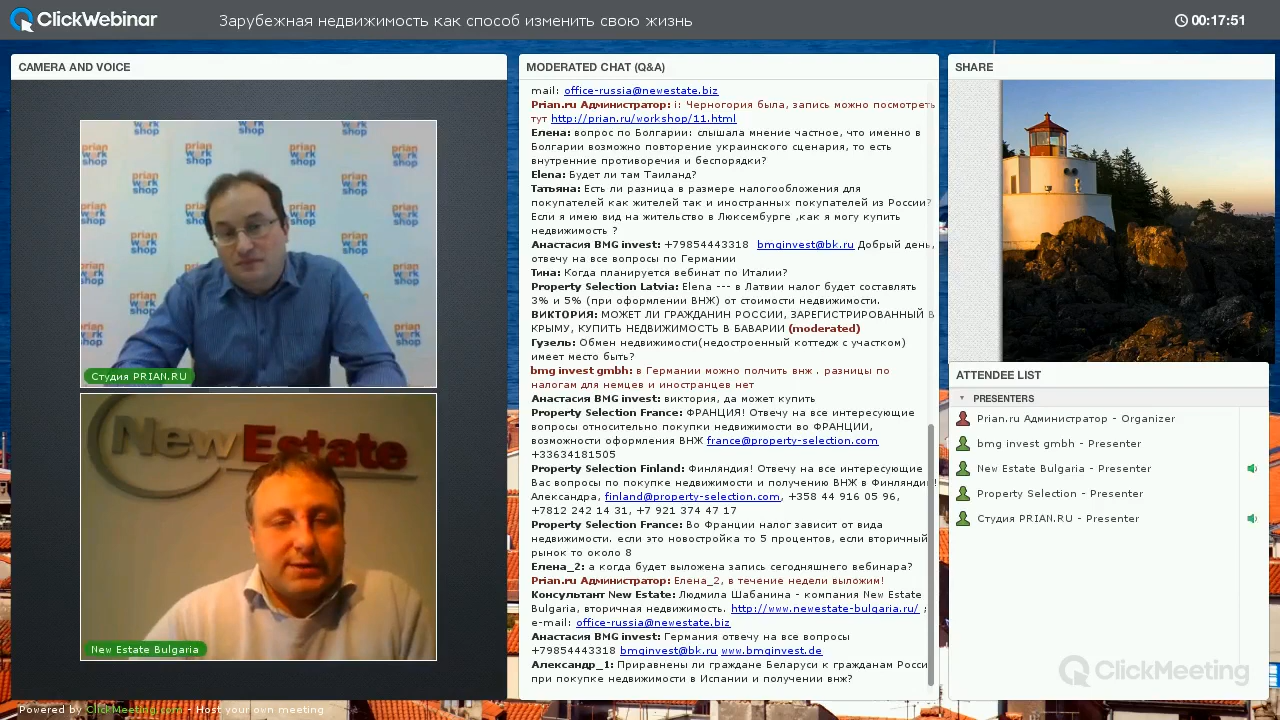 ClickWebinar
Зарубежная недвижимость как способ изменить свою жизнь
00:17:51
CAMERA AND VOICE
prian work shop
Студия PRIAN.RU
NewEstate
New Estate Bulgaria
MODERATED CHAT (Q&A)
mail: office-russia@newestate.biz
Prian.ru Администратор: i: Черногория была, запись можно посмотреть
тут http://prian.ru/workshop/11.html
Елена: вопрос по Болгарии: слышала мнение частное, что именно в
Болгарии возможно повторение украинского сценария, то есть
внутренние противоречия и беспорядки?
Elena: Будет ли там Таиланд?
Татьяна: Есть ли разница в размере налогообложения для
покупателей как жителей так и иностранных покупателей из России?
Если я имею вид на жительство в Люксембурге , как я могу купить
недвижимость ?
Анастасия BMG invest: +79854443318 bmginvest@bk.ru Добрый день,
отвечу на все вопросы по Германии
Тина: Когда планируется вебинат по Италии?
Property Selection Latvia: Elena --- в Латвии налог будет составлять
3% и 5% (при оформлении ВНЖ) от стоимости недвижимости.
ВИКТОРИЯ: МОЖЕТ ЛИ ГРАЖДАНИН РОССИИ, ЗАРЕГИСТРИРОВАННЫЙ В
КРЫМУ, КУПИТЬ НЕДВИЖИМОСТЬ В БАВАРИИ (moderated)
Гузель: Обмен недвижимости(недостроенный коттедж с участком)
имеет место быть?
bmg invest gmbh: в Германии можно полчить внж . разницы по
налогам для немцев и иностранцев нет
Анастасия BMG invest: виктория, да может купить
Property Selection France: ФРАНЦИЯ! Отвечу на все интересующие
вопросы относительно покупки недвижимости во ФРАНЦИИ,
возможности оформления ВНЖ france@property-selection.com
+33634181505
Property Selection Finland: Финляндия! Отвечу на все интересующие
Вас вопросы по покупке недвижимости и получению ВНЖ в Финляндии!
Александра, finland@property-selection.com, +358 44 916 05 96,
+7812 242 14 31, +7 921 374 47 17
Property Selection France: Во Франции налог зависит от вида
недвижимости. если это новостройка то 5 процентов, если вторичный
рынок то около 8
Елена_2: а когда будет выложена запись сегодняшнего вебинара?
Prian.ru Администратор: Елена_2, в течение недели выложим!
Консультант New Estate: Людмила Шабанина - компания New Estate
Bulgaria, вторичная недвижимость. http://www.newestate-bulgaria.ru/ ;
e-mail: office-russia@newestate.biz
Анастасия BMG invest: Германия отвечу на все вопросы
+79854443318 bmginvest@bk.ru www.bmginvest.de
Александр_1: Приравнены ли граждане Беларуси к гражданам Росси
при покупке недвижимости в Испании и получении внж?
SHARE
ATTENDEE LIST
PRESENTERS
Prian.ru Администратор - Organizer
bmg invest gmbh - Presenter
New Estate Bulgaria - Presenter
Property Selection - Presenter
Студия PRIAN.RU - Presenter
ClickMeeting
Powered by ClickMeeting.com - Host your own meeting